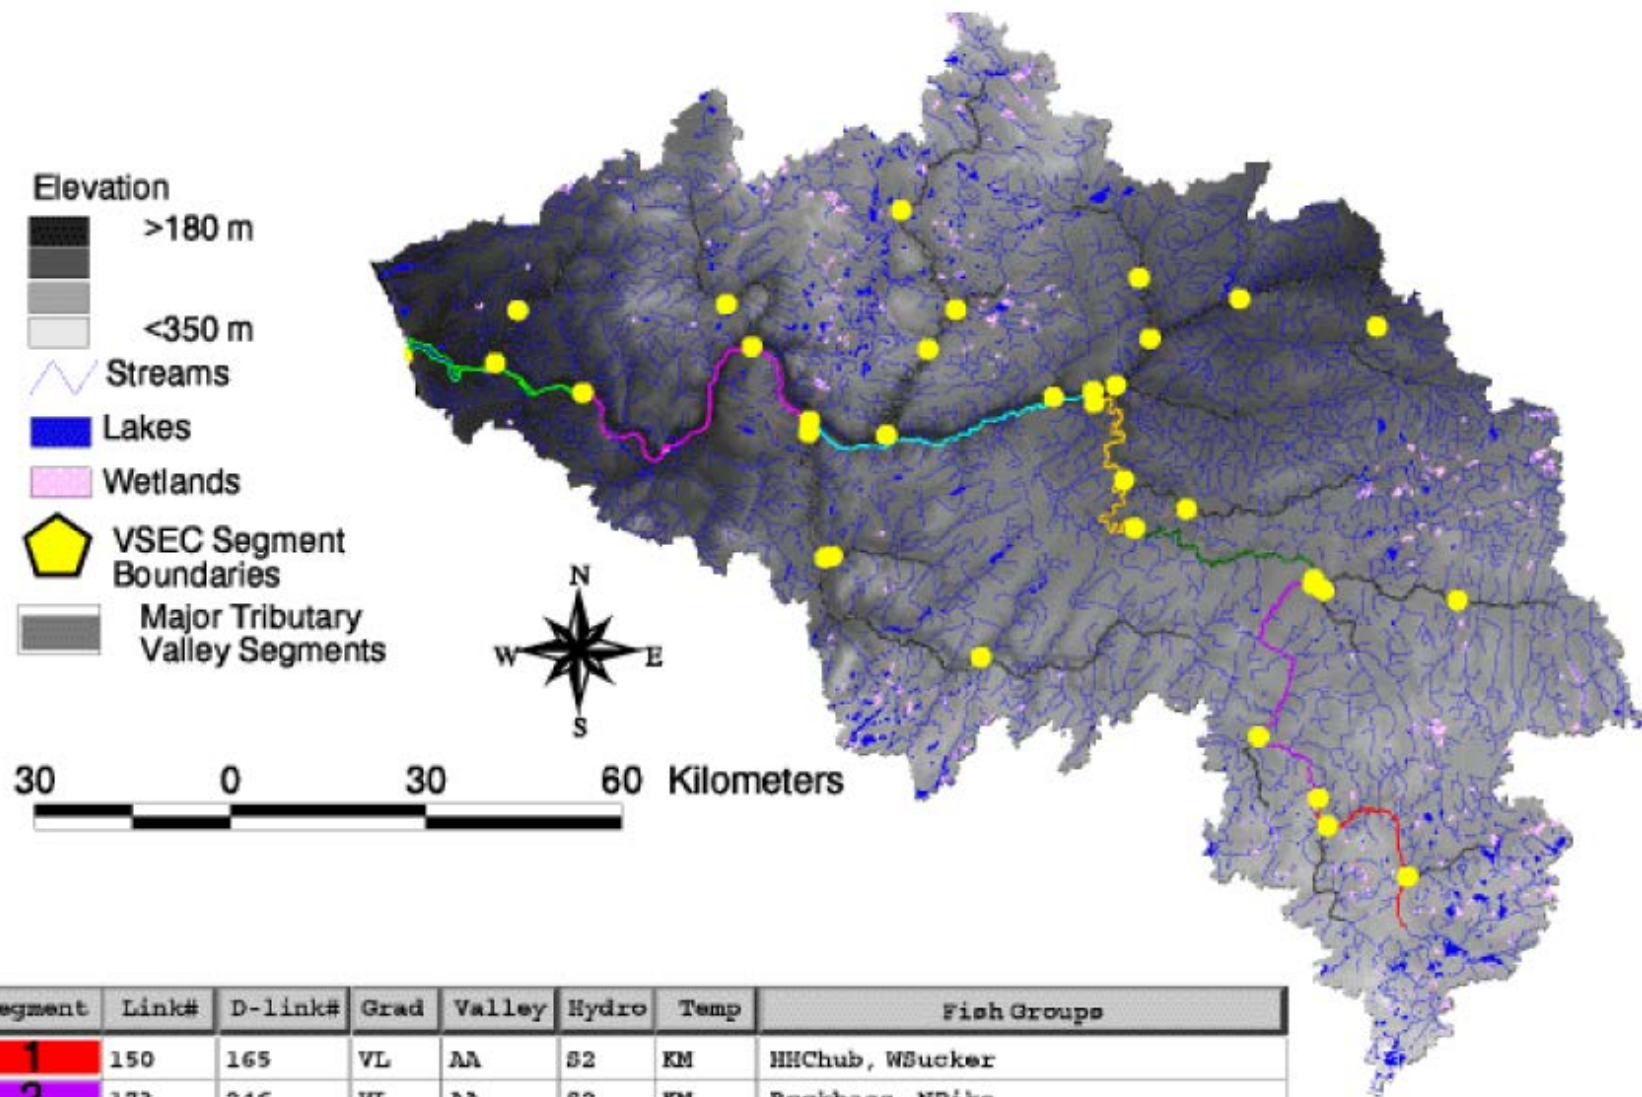 Elevation
>180 m
<350 m
Streams
Lakes
Wetlands
VSEC Segment
Boundaries
Major Tributary
Valley Segments
N
W E
S
30 0 30 60 Kilometers
egment Link# D-link# Grad Valley Hydro Temp Fish Groups
1 150 165 VL AA S2 KM HHChub, WSucker